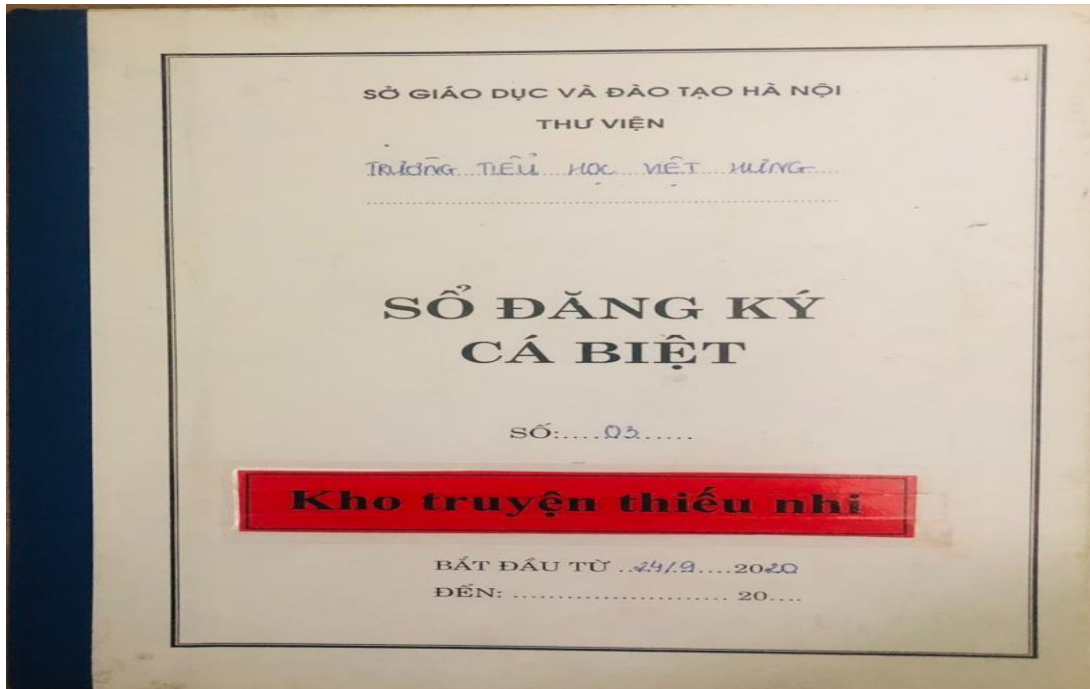 SỞ GIÁO DỤC VÀ ĐÀO TẠO HÀ NỘI
THƯ VIỆN
TRƯỜNG TIỂU HỌC VIỆT HƯNG
SỔ ĐĂNG KÝ
CÁ BIỆT
SỐ:....03......
Kho truyện thiếu nhi
BẮT ĐẦU TỪ ..24/9....2020
ĐẾN: ........................ 20....